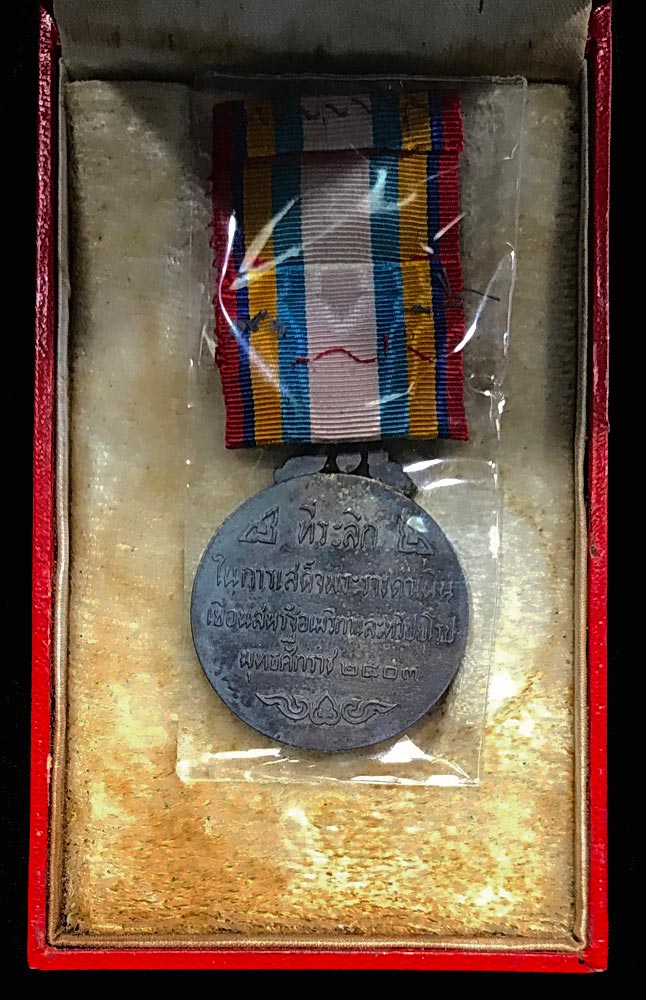 ที่ระลึก
ในการเสด็จพระราชดำเนิน
เยือนสหรัฐอเมริกาและทวีปยุโรป
พุทธศักราช ๒๕๐๓